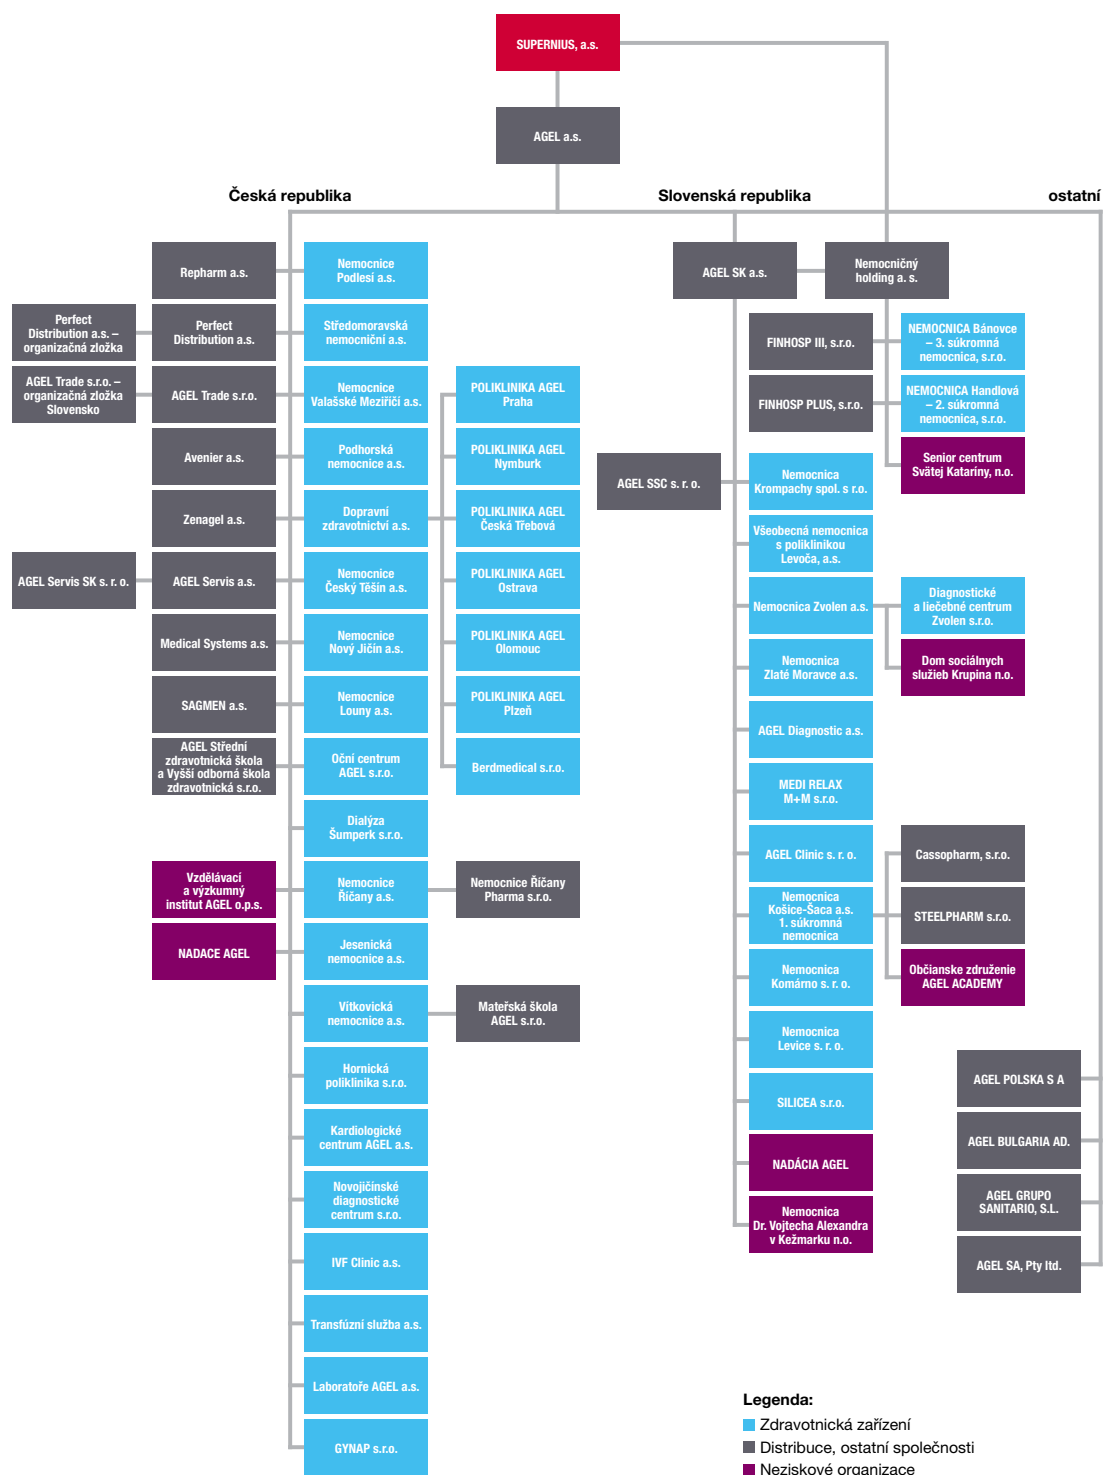 SUPERNIUS, a.s.
AGEL a.s.
Česká republika
Slovenská republika
ostatní
Repharm a.s.
Nemocnice
Podlesí a.s.
AGEL SK a.s.
Nemocničný
holding a. s.
Perfect
Distribution a.s. –
organizačná zložka
Perfect
Distribution a.s.
Středomoravská
nemocniční a.s.
FINHOSP III, s.r.o.
NEMOCNICA Bánovce
– 3. súkromná
nemocnica, s.r.o.
AGEL Trade s.r.o. –
organizačná zložka
Slovensko
AGEL Trade s.r.o.
Nemocnice
Valašské Meziříčí a.s.
POLIKLINIKA AGEL
Praha
FINHOSP PLUS, s.r.o.
NEMOCNICA Handlová
– 2. súkromná
nemocnica, s.r.o.
Avenier a.s.
Podhorská
nemocnice a.s.
POLIKLINIKA AGEL
Nymburk
Senior centrum
Svätej Kataríny, n.o.
AGEL SSC s. r. o.
Nemocnica
Krompachy spol. s r.o.
Zenagel a.s.
Dopravní
zdravotnictví a.s.
POLIKLINIKA AGEL
Česká Třebová
Všeobecná nemocnica
s poliklinikou
Levoča, a.s.
AGEL Servis SK s. r. o.
AGEL Servis a.s.
Nemocnice
Český Těšín a.s.
POLIKLINIKA AGEL
Ostrava
Nemocnica Zvolen a.s.
Diagnostické
a liečebné centrum
Zvolen s.r.o.
Medical Systems a.s.
Nemocnice
Nový Jičín a.s.
POLIKLINIKA AGEL
Olomouc
Nemocnica
Zlaté Moravce a.s.
Dom sociálnych
služieb Krupina n.o.
SAGMEN a.s.
Nemocnice
Louny a.s.
POLIKLINIKA AGEL
Plzeň
AGEL Diagnostic a.s.
AGEL Střední
zdravotnická škola
a Vyšší odborná škola
zdravotnická s.r.o.
Oční centrum
AGEL s.r.o.
Berdmedical s.r.o.
MEDI RELAX
M+M s.r.o.
Dialýza
Šumperk s.r.o.
AGEL Clinic s. r. o.
Cassopharm, s.r.o.
Vzdělávací
a výzkumný
institut AGEL o.p.s.
Nemocnice
Říčany a.s.
Nemocnice Říčany
Pharma s.r.o.
Nemocnica
Košice-Šaca a.s.
1. súkromná
nemocnica
STEELPHARM s.r.o.
NADACE AGEL
Jesenická
nemocnice a.s.
Nemocnica
Komárno s. r. o.
Občianske združenie
AGEL ACADEMY
Vítkovická
nemocnice a.s.
Mateřská škola
AGEL s.r.o.
Nemocnica
Levice s. r. o.
Hornická
poliklinika s.r.o.
SILICEA s.r.o.
AGEL POLSKA S A
Kardiologické
centrum AGEL a.s.
NADÁCIA AGEL
AGEL BULGARIA AD.
Novojičínské
diagnostické
centrum s.r.o.
Nemocnica
Dr. Vojtecha Alexandra
v Kežmarku n.o.
AGEL GRUPO
SANITARIO, S.L.
IVF Clinic a.s.
AGEL SA, Pty ltd.
Transfúzní služba a.s.
Laboratoře AGEL a.s.
GYNAP s.r.o.
Legenda:
Zdravotnická zařízení
Distribuce, ostatní společnosti
Neziskové organizace